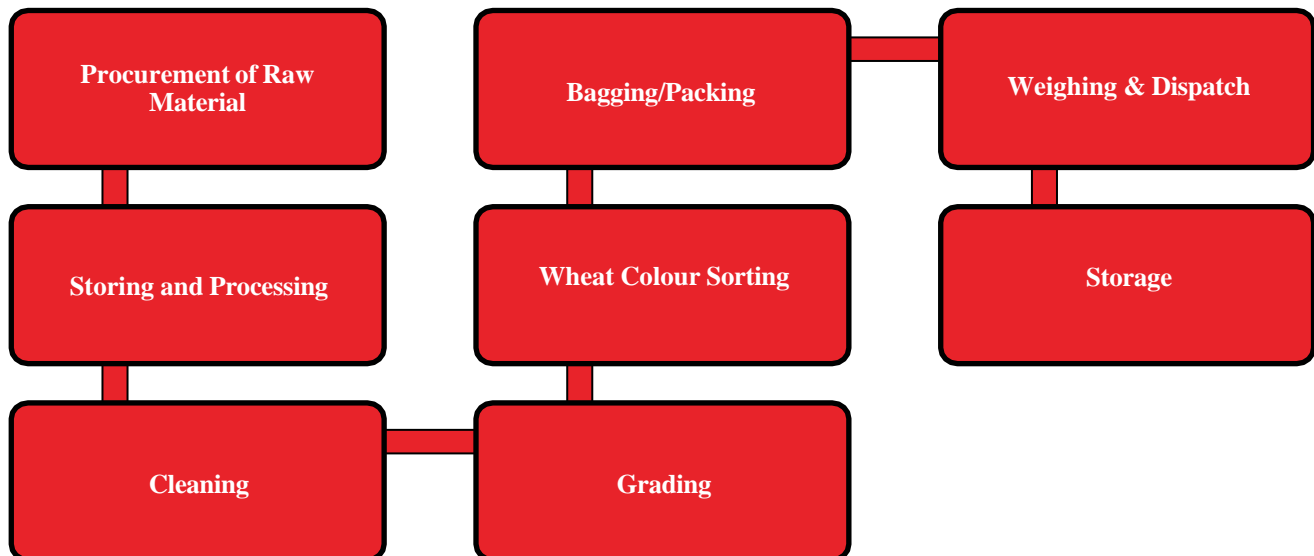 Procurement of Raw
Material
Storing and Processing
Cleaning
Grading
Wheat Colour Sorting
Bagging/Packing
Weighing & Dispatch
Storage